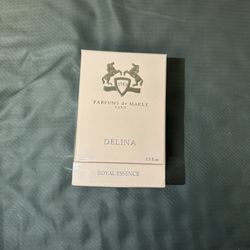 PARFUMS de MARLY
PARIS
DELINA
ROYAL ESSENCE